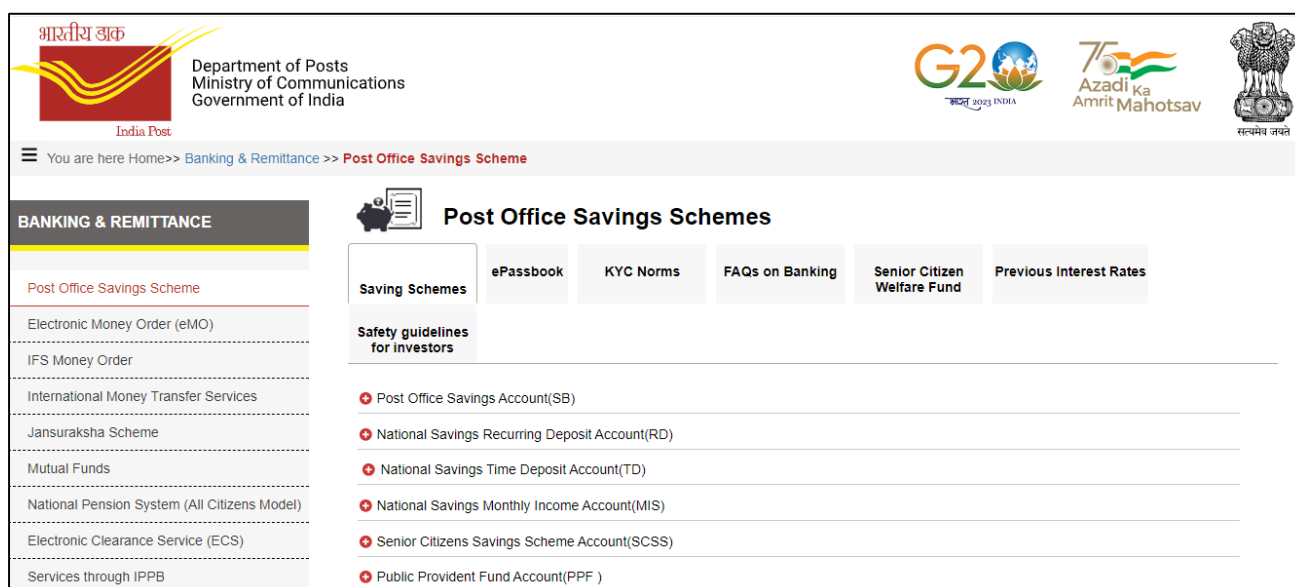 भारतीय डाक
India Post
Department of Posts
Ministry of Communications
Government of India
G20
भारत 2023 INDIA
75
Azadi Ka
Amrit Mahotsav
सत्यमेव जयते
You are here Home>> Banking & Remittance >> Post Office Savings Scheme
BANKING & REMITTANCE
Post Office Savings Scheme
Electronic Money Order (eMO)
IFS Money Order
International Money Transfer Services
Jansuraksha Scheme
Mutual Funds
National Pension System (All Citizens Model)
Electronic Clearance Service (ECS)
Services through IPPB
Post Office Savings Schemes
Saving Schemes
ePassbook
KYC Norms
FAQs on Banking
Senior Citizen
Welfare Fund
Previous Interest Rates
Safety guidelines
for investors
Post Office Savings Account(SB)
National Savings Recurring Deposit Account(RD)
National Savings Time Deposit Account(TD)
National Savings Monthly Income Account(MIS)
Senior Citizens Savings Scheme Account(SCSS)
Public Provident Fund Account(PPF )